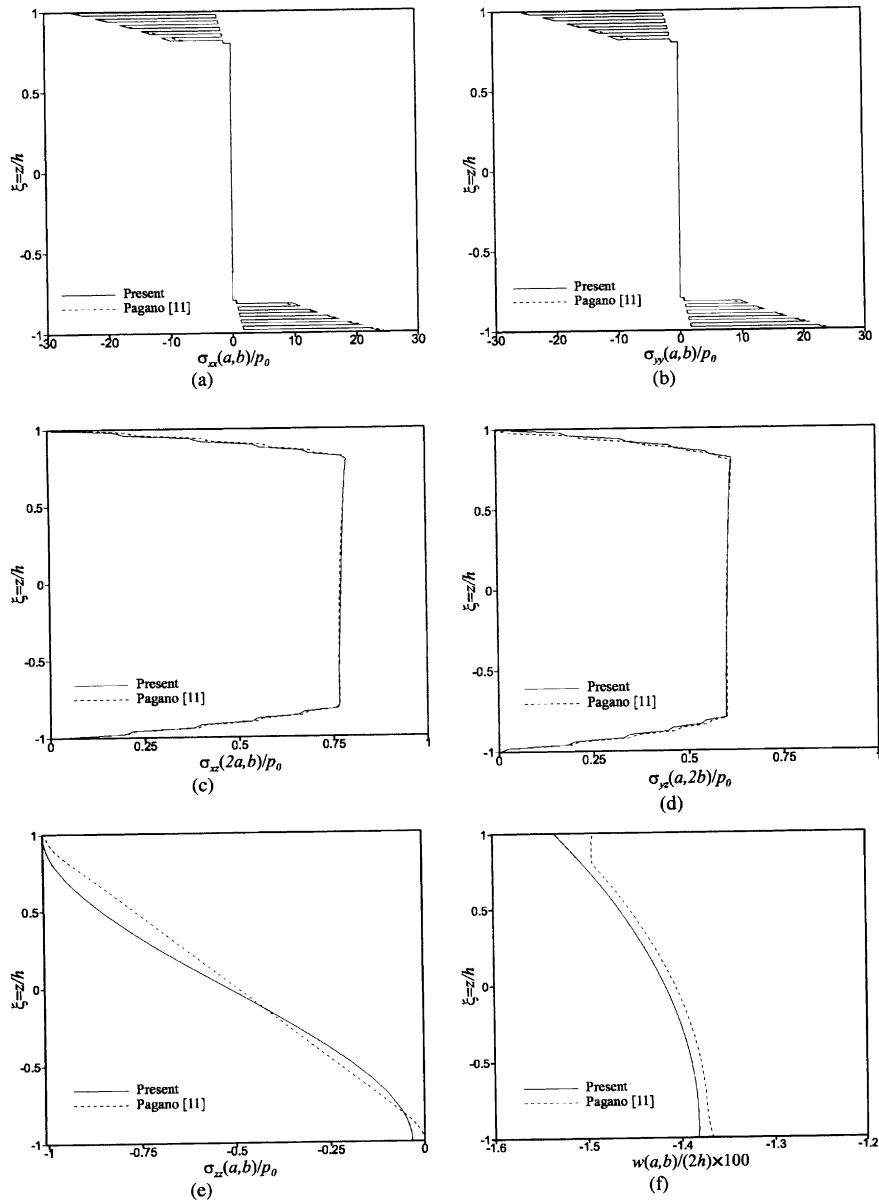 1
0.5
0
-0.5
-1
ξ=z/h
Present
Pagano [11]
-30 -20 -10 0 10 20 30
σxx(a,b)/p0
(a)
1
0.5
0
-0.5
-1
ξ=z/h
Present
Pagano [11]
-30 -20 -10 0 10 20 30
σyy(a,b)/p0
(b)
1
0.5
0
-0.5
-1
ξ=z/h
Present
Pagano [11]
0 0.25 0.5 0.75 1
σxz(2a,b)/p0
(c)
1
0.5
0
-0.5
-1
ξ=z/h
Present
Pagano [11]
0 0.25 0.5 0.75 1
σyz(a,2b)/p0
(d)
1
0.5
0
-0.5
-1
ξ=z/h
Present
Pagano [11]
-1 -0.75 -0.5 -0.25 0
σzz(a,b)/p0
(e)
1
0.5
0
-0.5
-1
ξ=z/h
Present
Pagano [11]
-1.6 -1.5 -1.4 -1.3 -1.2
w(a,b)/(2h)×100
(f)